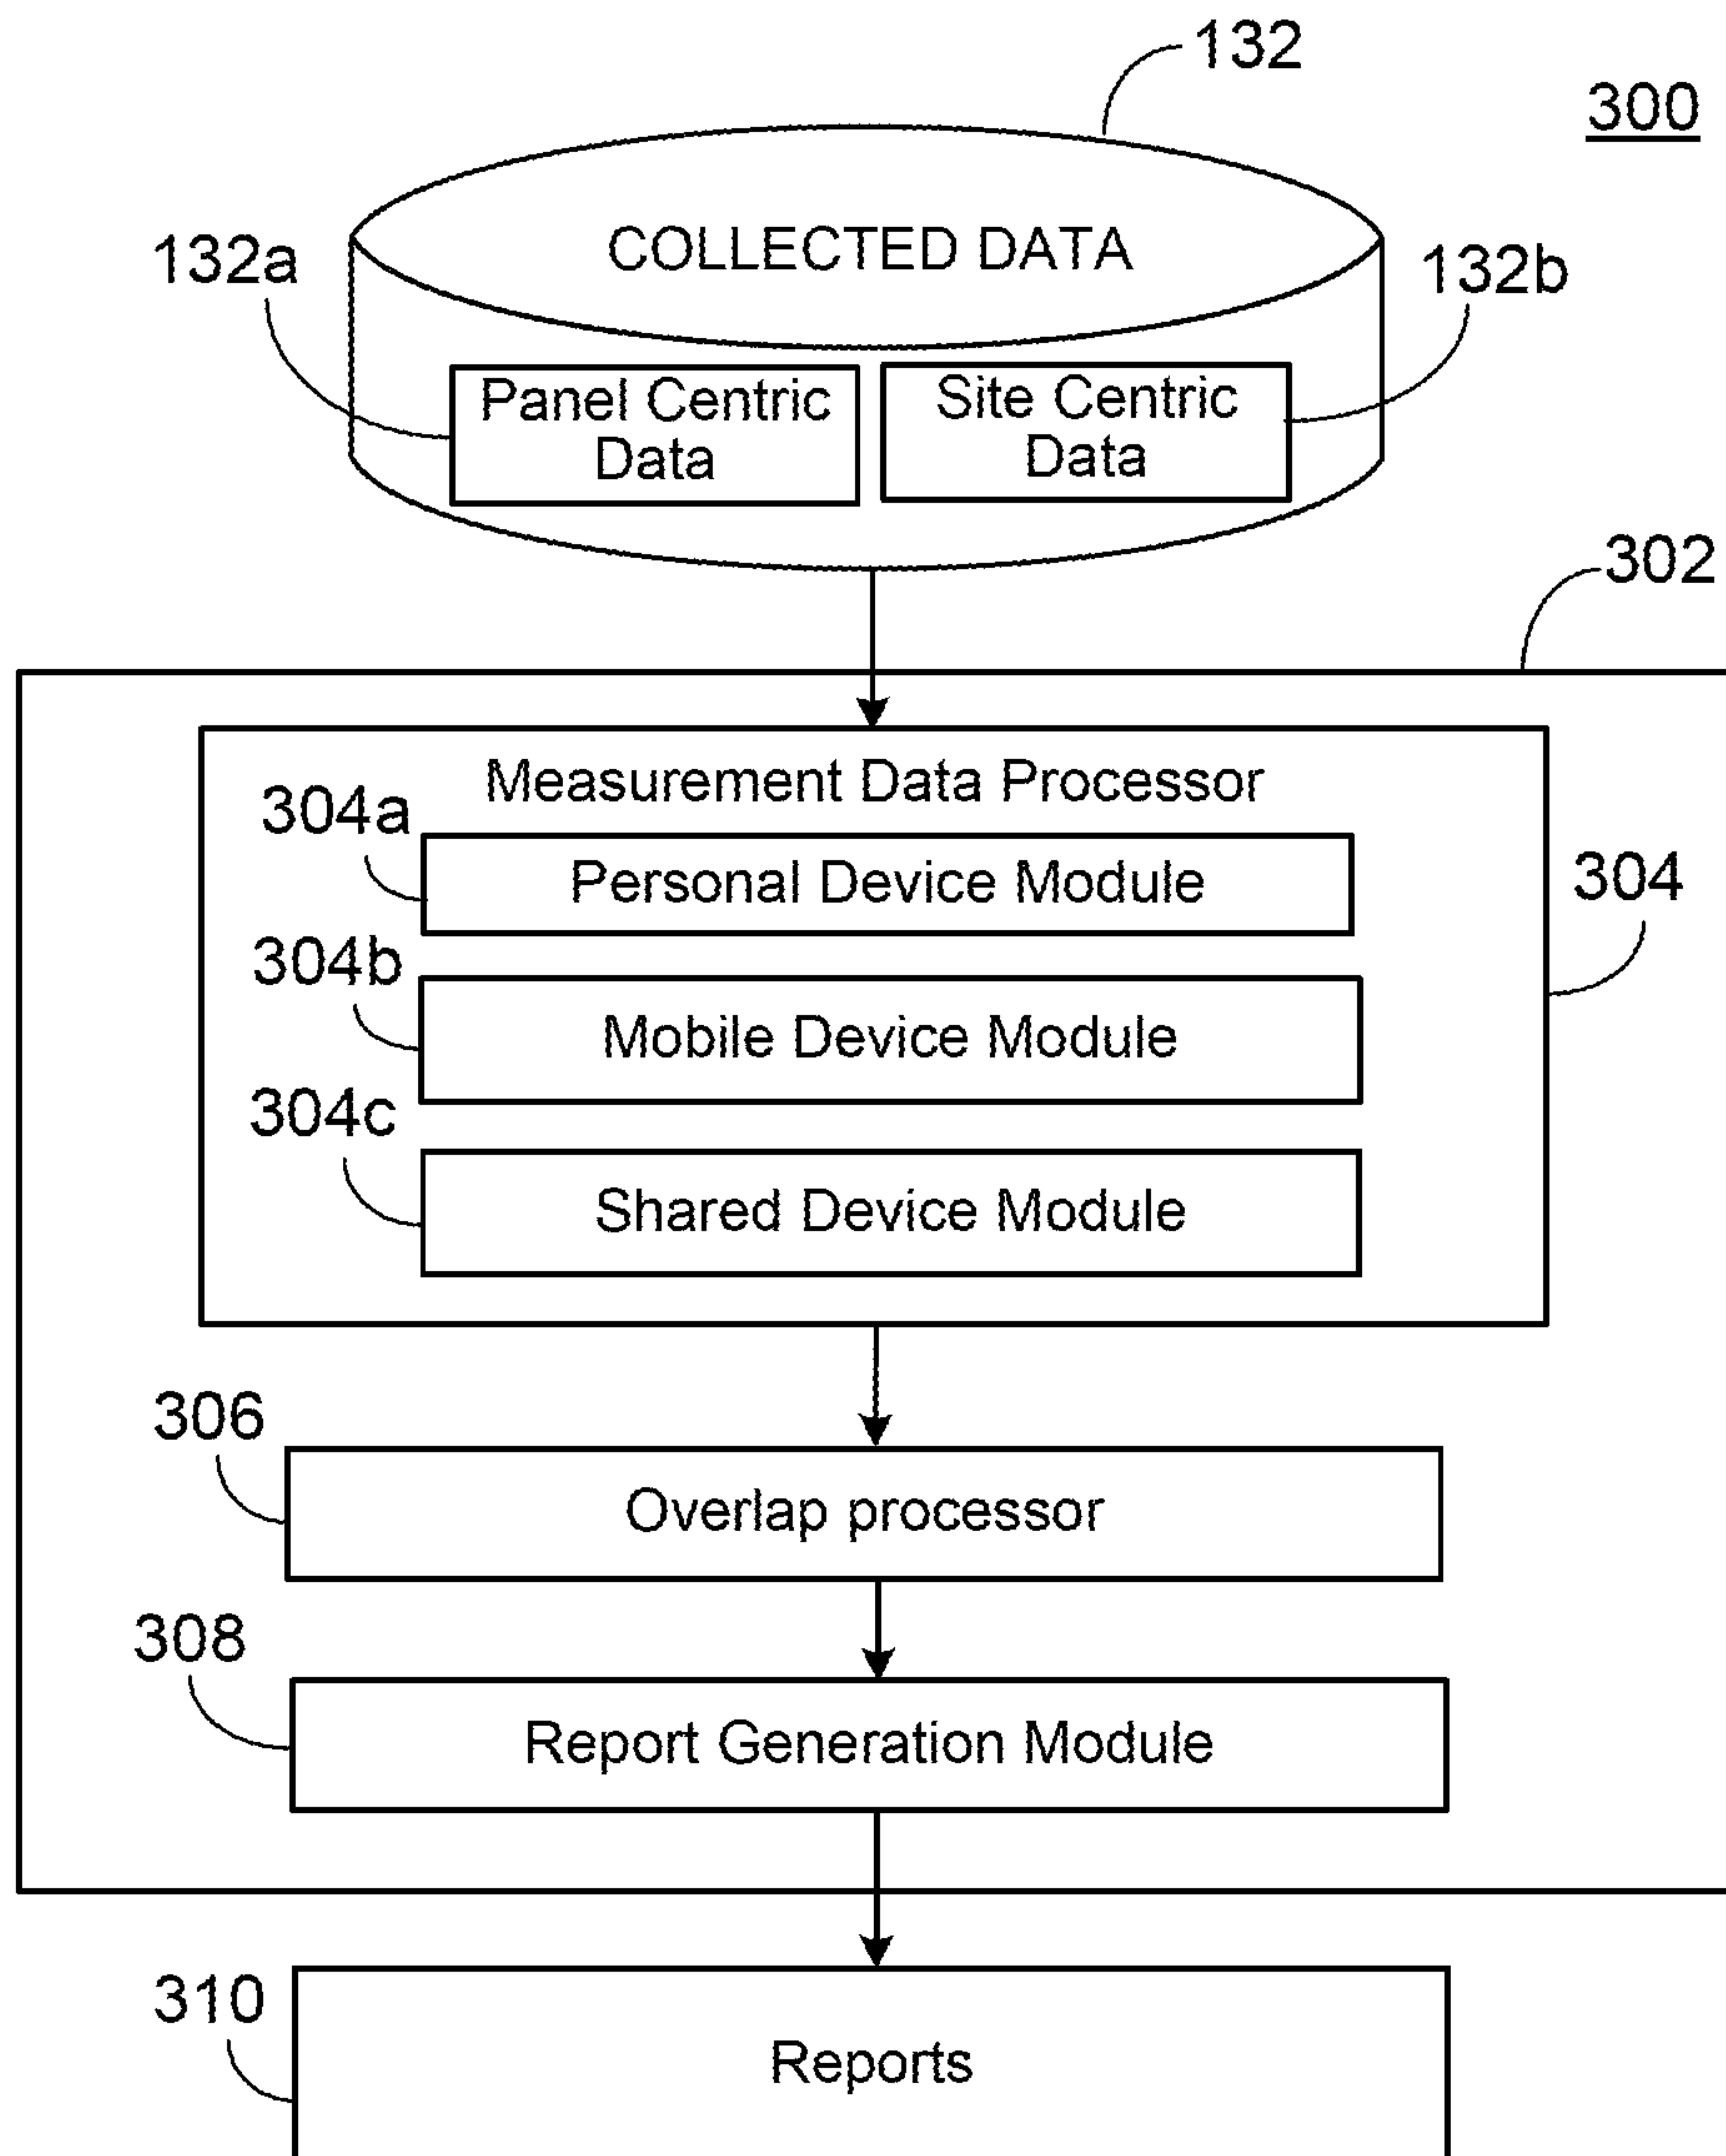 132
300
COLLECTED DATA
132a
132b
Panel Centric
Data
Site Centric
Data
302
Measurement Data Processor
304a
Personal Device Module
304
304b
Mobile Device Module
304c
Shared Device Module
306
Overlap processor
308
Report Generation Module
310
Reports